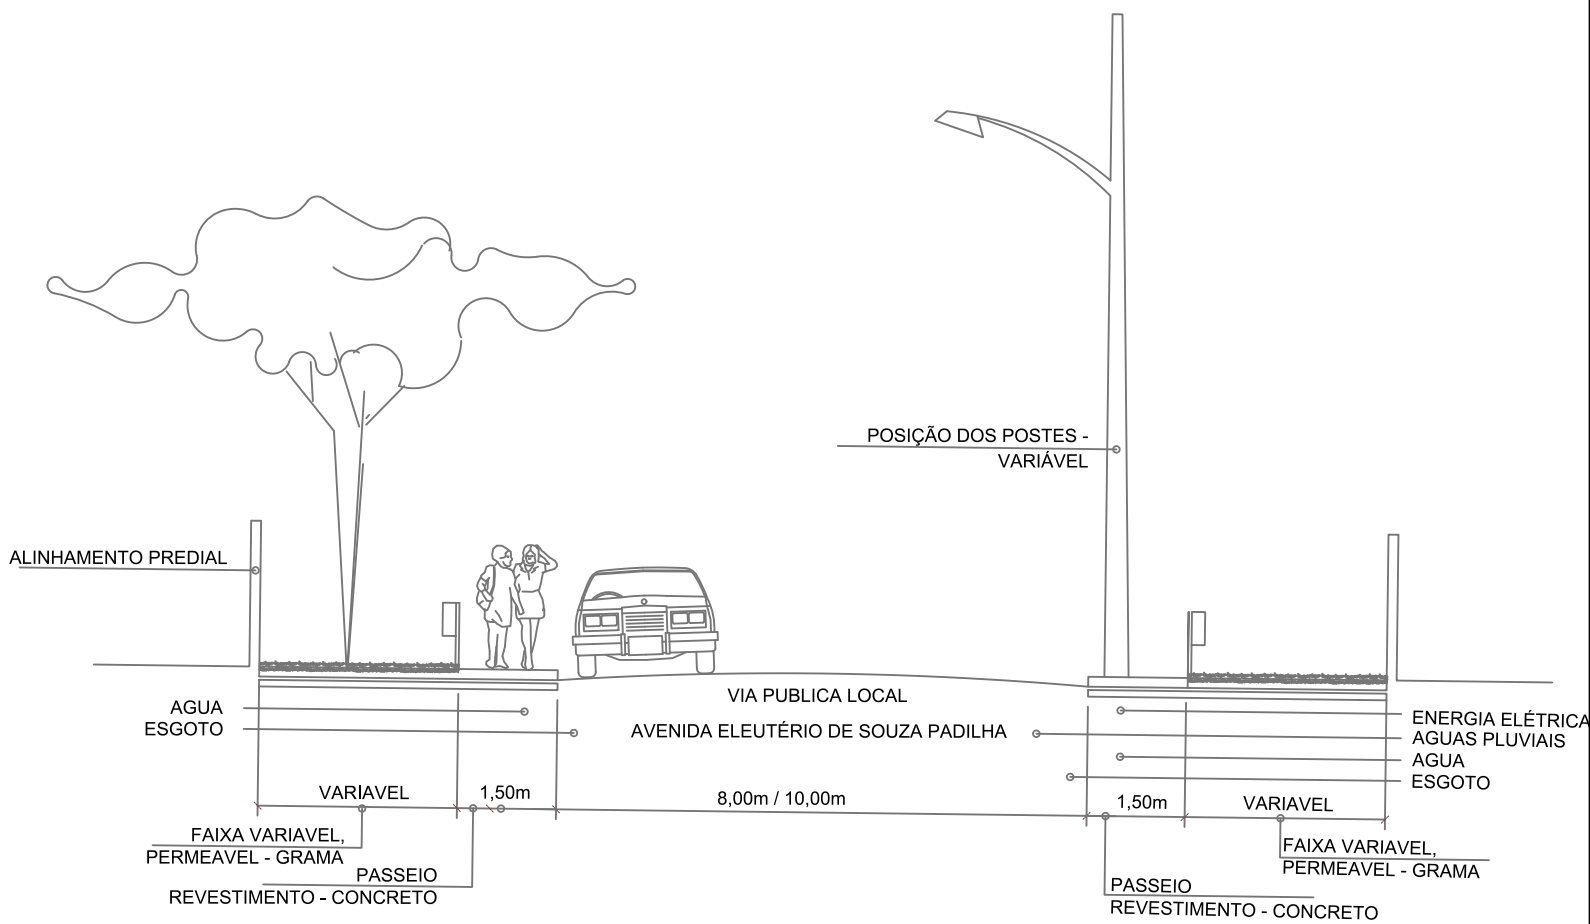 POSIÇÃO DOS POSTES -
VARIÁVEL
ALINHAMENTO PREDIAL
AGUA
ESGOTO
VIA PUBLICA LOCAL
AVENIDA ELEUTÉRIO DE SOUZA PADILHA
ENERGIA ELÉTRICA
AGUAS PLUVIAIS
AGUA
ESGOTO
VARIAVEL
1,50m
8,00m / 10,00m
1,50m
VARIAVEL
FAIXA VARIAVEL,
PERMEAVEL - GRAMA
PASSEIO
REVESTIMENTO - CONCRETO
FAIXA VARIAVEL,
PERMEAVEL - GRAMA
PASSEIO
REVESTIMENTO - CONCRETO